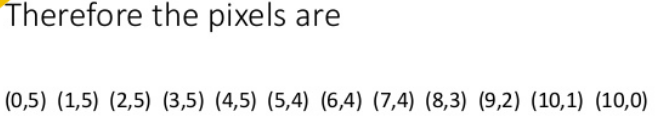 Therefore the pixels are
(0,5) (1,5) (2,5) (3,5) (4,5) (5,4) (6,4) (7,4) (8,3) (9,2) (10,1) (10,0)